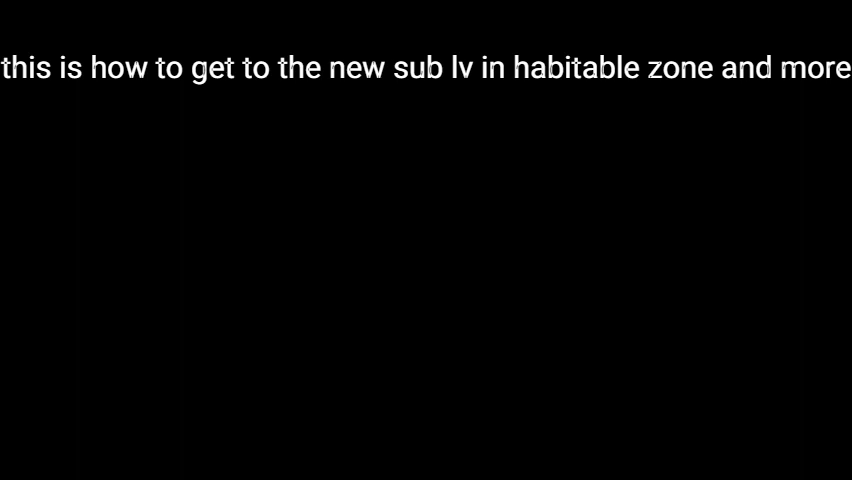 this is how to get to the new sub lv in habitable zone and more